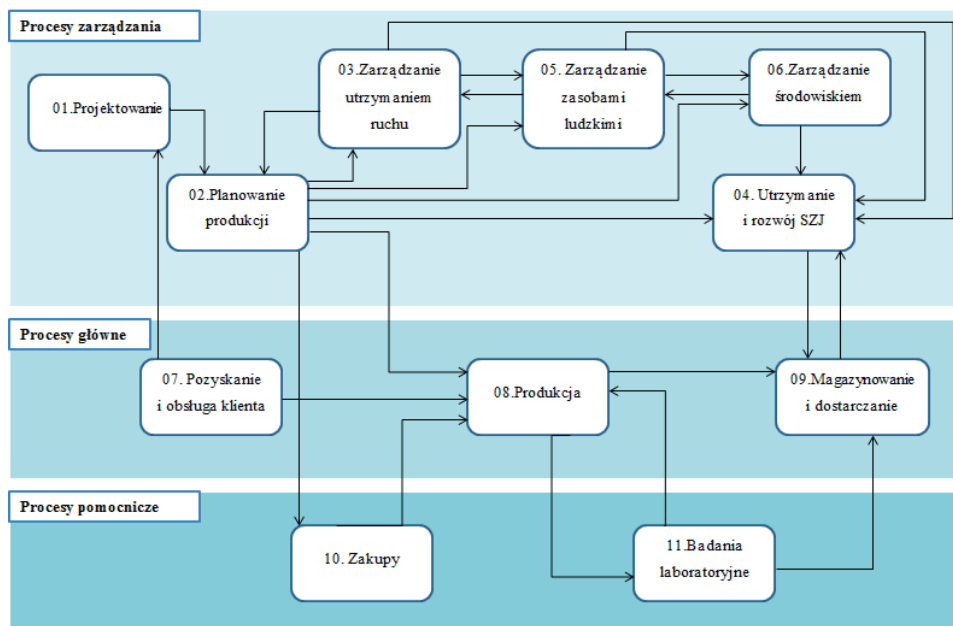 Procesy zarządzania
01.Projektowanie
03.Zarządzanie
utrzymaniem
ruchu
05. Zarządzanie
zasobami
ludzkimi
06.Zarządzanie
środowiskiem
02.Planowanie
produkcji
04. Utrzymanie
i rozwój SZJ
Procesy główne
07. Pozyskanie
i obsługa klienta
08.Produkcja
09.Magazynowanie
i dostarczanie
Procesy pomocnicze
10. Zakupy
11.Badania
laboratoryjne